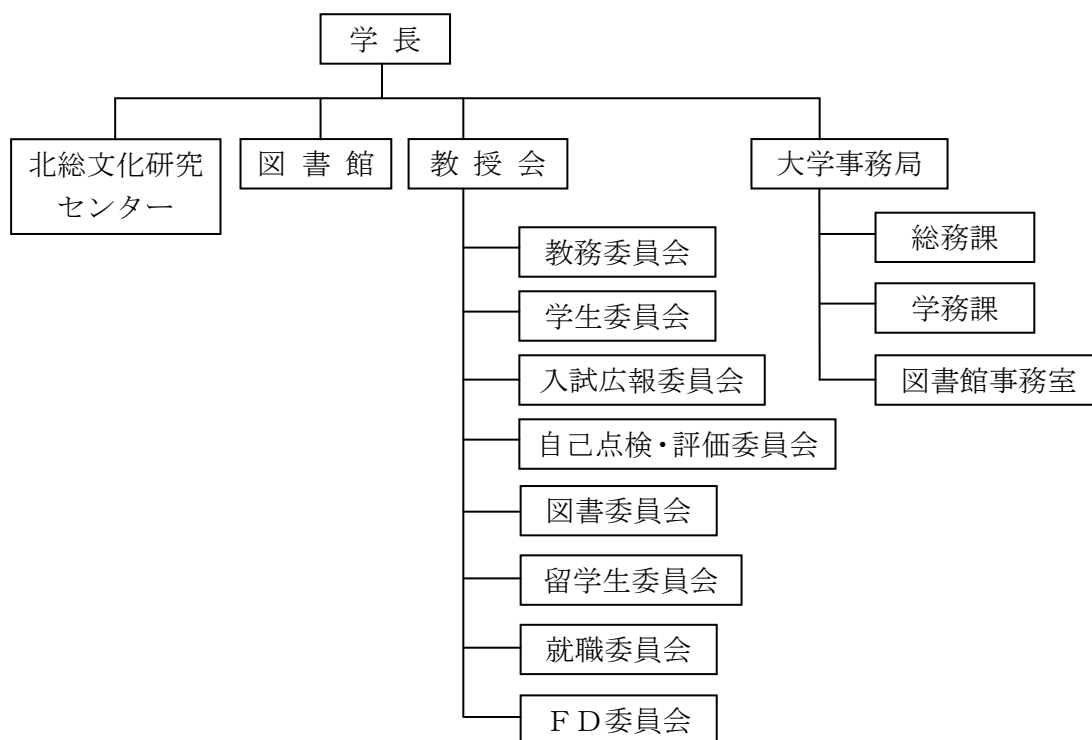 学 長
北総文化研究
センター
図 書 館
教 授 会
大学事務局
教務委員会
学生委員会
入試広報委員会
自己点検・評価委員会
図書委員会
留学生委員会
就職委員会
ＦＤ委員会
総務課
学務課
図書館事務室